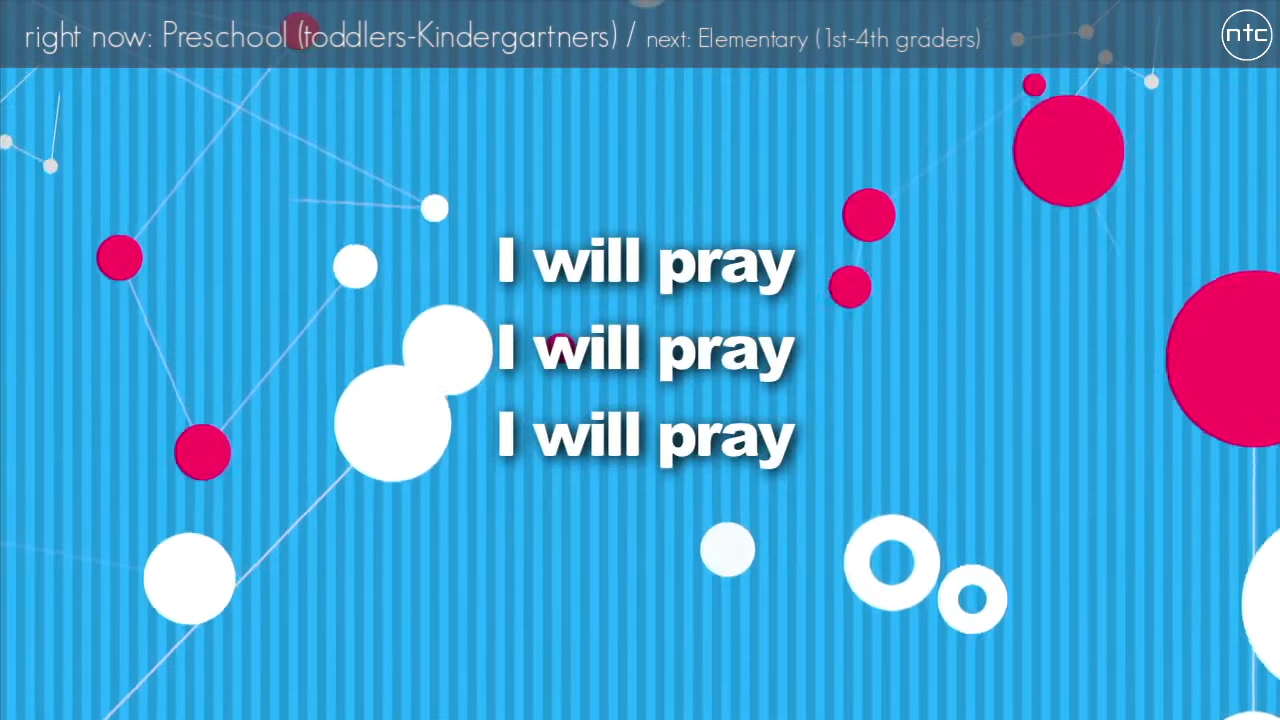 right now: Preschool (toddlers-Kindergartners) / next: Elementary (1st-4th graders)
ntc
I will pray
I will pray
I will pray